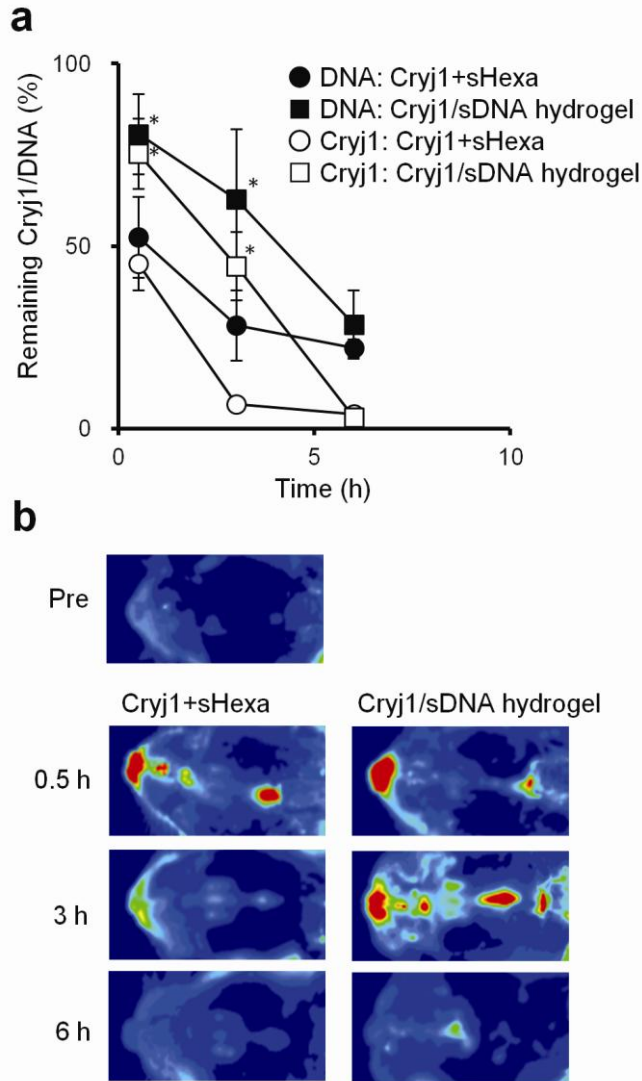 a
Remaining Cryj1/DNA (%)
100
50
0
DNA: Cryj1+sHexa
DNA: Cryj1/sDNA hydrogel
Cryj1: Cryj1+sHexa
Cryj1: Cryj1/sDNA hydrogel
*
*
*
*
0 5 10
Time (h)
b
Pre
Cryj1+sHexa Cryj1/sDNA hydrogel
0.5 h
3 h
6 h